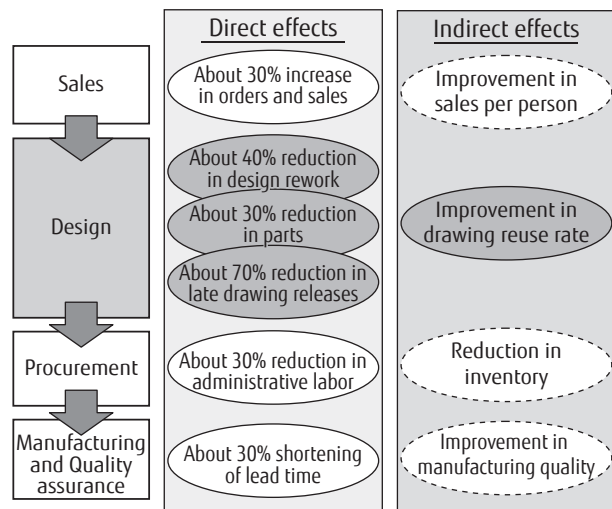 Direct effects
Indirect effects
Sales
About 30% increase
in orders and sales
Improvement in
sales per person
Design
About 40% reduction
in design rework
About 30% reduction
in parts
About 70% reduction in
late drawing releases
Improvement in
drawing reuse rate
Procurement
About 30% reduction in
administrative labor
Reduction in
inventory
Manufacturing
and Quality
assurance
About 30% shortening
of lead time
Improvement in
manufacturing quality